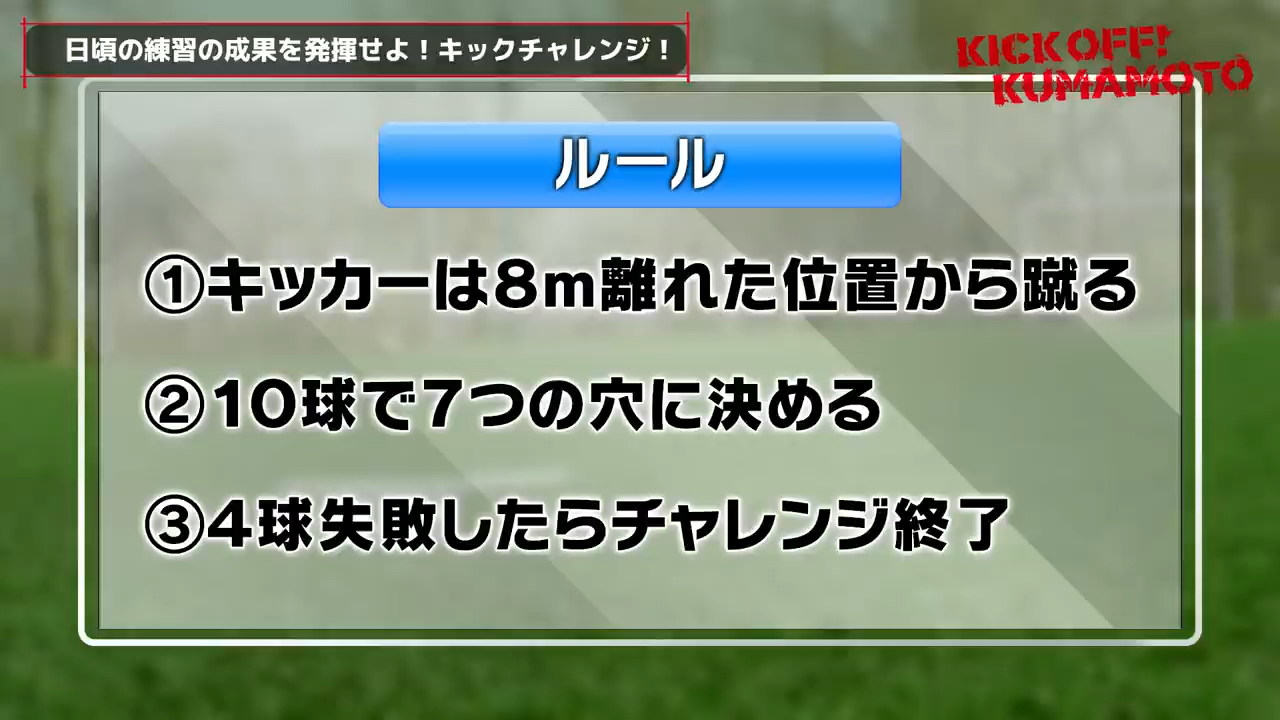 日頃の練習の成果を発揮せよ！キックチャレンジ！
KICK OFF!
KUMAMOTO
ルール
①キッカーは8m離れた位置から蹴る
②10球で7つの穴に決める
③4球失敗したらチャレンジ終了